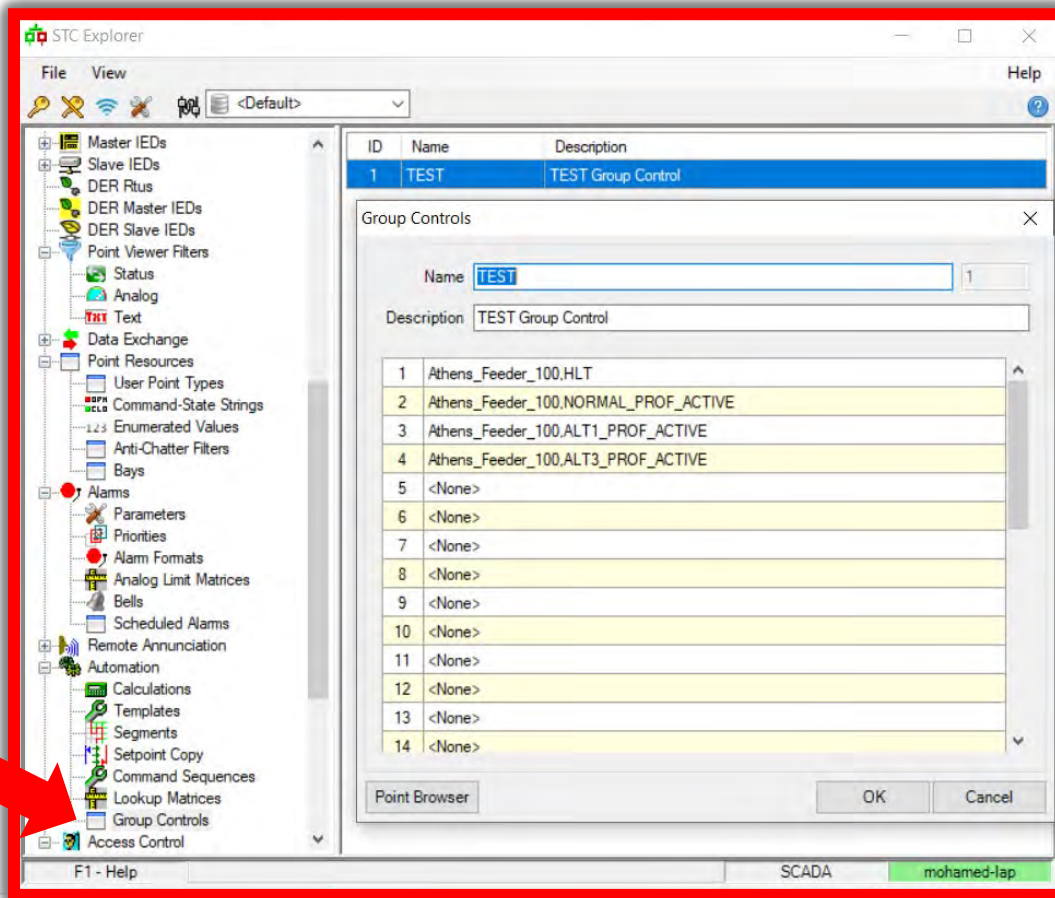 STC Explorer
File View Help
<Default>
Master IEDs
Slave IEDs
DER Rtus
DER Master IEDs
DER Slave IEDs
Point Viewer Filters
Status
Analog
TXT Text
Data Exchange
Point Resources
User Point Types
Command-State Strings
123 Enumerated Values
Anti-Chatter Filters
Bays
Alarms
Parameters
Priorities
Alarm Formats
Analog Limit Matrices
Bells
Scheduled Alarms
Remote Annunciation
Automation
Calculations
Templates
Segments
Setpoint Copy
Command Sequences
Lookup Matrices
Group Controls
Access Control
ID Name Description
1 TEST TEST Group Control
Group Controls
Name TEST 1
Description TEST Group Control
1 Athens_Feeder_100,HLT
2 Athens_Feeder_100,NORMAL_PROF_ACTIVE
3 Athens_Feeder_100,ALT1_PROF_ACTIVE
4 Athens_Feeder_100,ALT3_PROF_ACTIVE
5 <None>
6 <None>
7 <None>
8 <None>
9 <None>
10 <None>
11 <None>
12 <None>
13 <None>
14 <None>
Point Browser OK Cancel
F1 - Help SCADA mohamed-lap